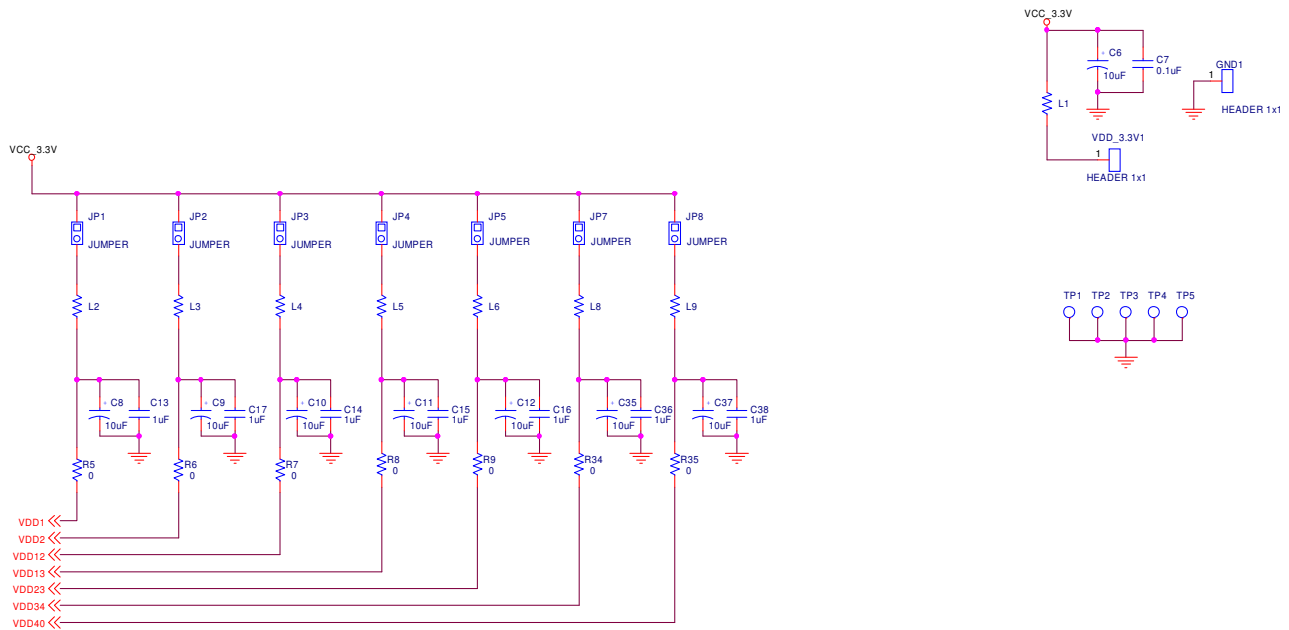 VCC_3.3V
C6
10uF
C7
0.1uF
L1
GND1
1
HEADER 1x1
VDD_3.3V1
1
HEADER 1x1
VCC_3.3V
JP1
JUMPER
JP2
JUMPER
JP3
JUMPER
JP4
JUMPER
JP5
JUMPER
JP7
JUMPER
JP8
JUMPER
L2
L3
L4
L5
L6
L8
L9
TP1 TP2 TP3 TP4 TP5
C8
10uF
C13
1uF
C9
10uF
C17
1uF
C10
10uF
C14
1uF
C11
10uF
C15
1uF
C12
10uF
C16
1uF
C35
10uF
C36
1uF
C37
10uF
C38
1uF
R5
0
R6
0
R7
0
R8
0
R9
0
R34
0
R35
0
VDD1
VDD2
VDD12
VDD13
VDD23
VDD34
VDD40